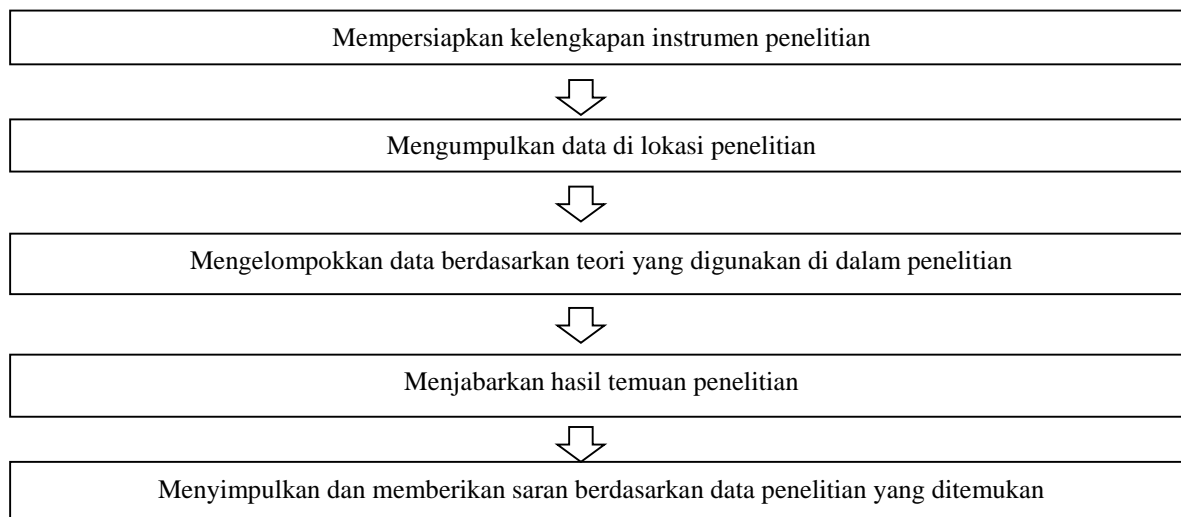 Mempersiapkan kelengkapan instrumen penelitian
Mengumpulkan data di lokasi penelitian
Mengelompokkan data berdasarkan teori yang digunakan di dalam penelitian
Menjabarkan hasil temuan penelitian
Menyimpulkan dan memberikan saran berdasarkan data penelitian yang ditemukan